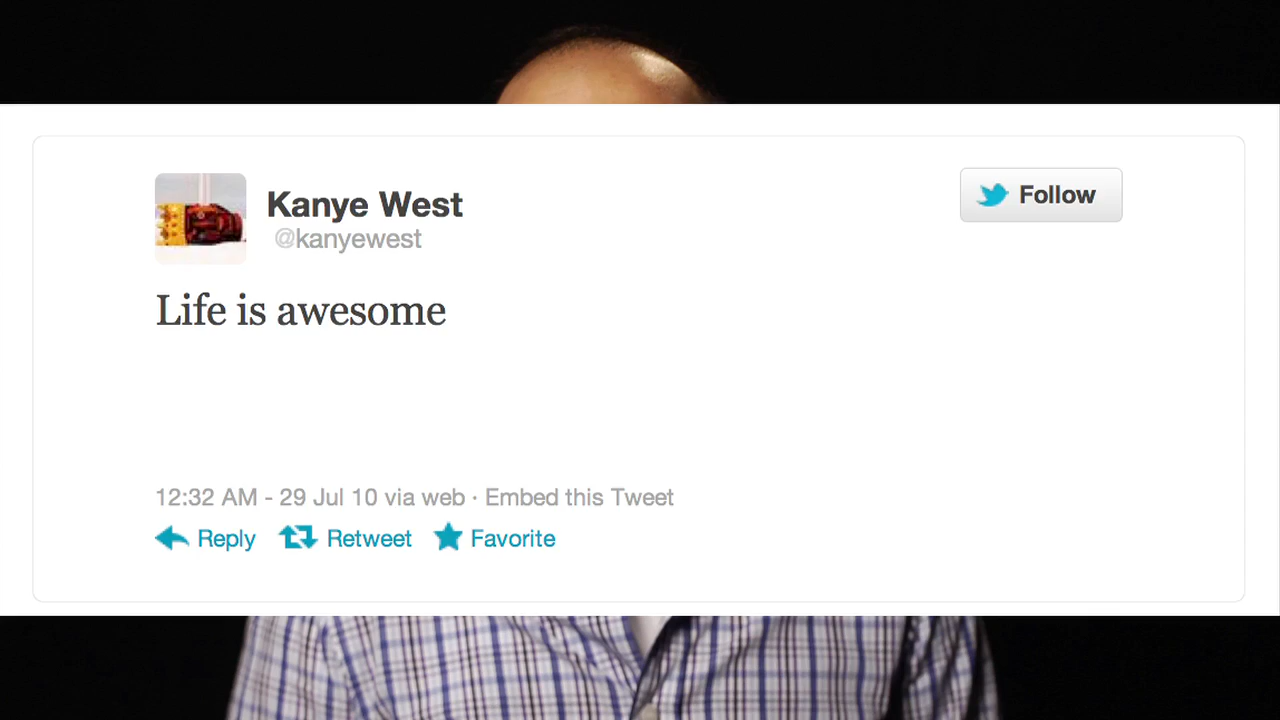 Kanye West
@kanyewest
Follow
Life is awesome
12:32 AM - 29 Jul 10 via web · Embed this Tweet
Reply Retweet Favorite